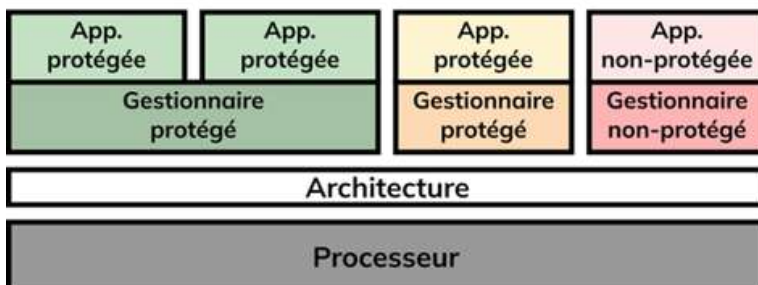 App.
protégée
App.
protégée
App.
protégée
App.
non-protégée
Gestionnaire
protégé
Gestionnaire
protégé
Gestionnaire
non-protégé
Architecture
Processeur